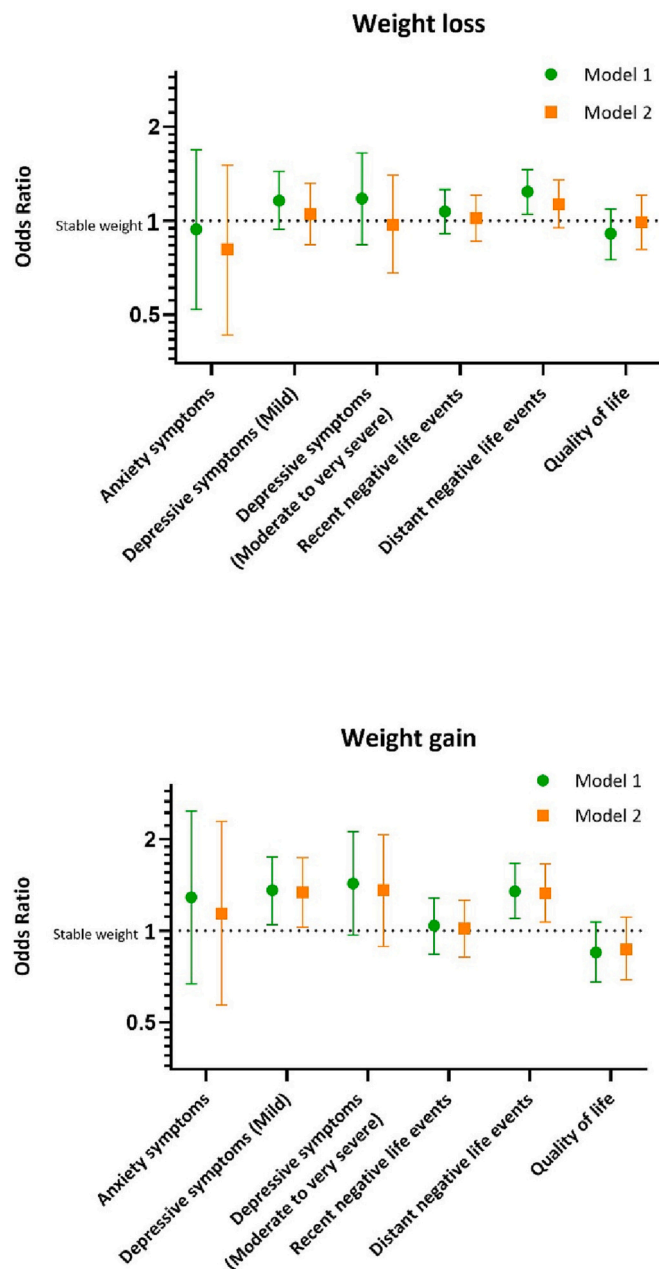 Weight loss
Model 1
Model 2
Odds Ratio
2
Stable weight
1
0.5
Anxiety symptoms
Depressive symptoms (Mild)
Depressive symptoms
(Moderate to very severe)
Recent negative life events
Distant negative life events
Quality of life
Weight gain
Model 1
Model 2
Odds Ratio
2
Stable weight
1
0.5
Anxiety symptoms
Depressive symptoms (Mild)
Depressive symptoms
(Moderate to very severe)
Recent negative life events
Distant negative life events
Quality of life